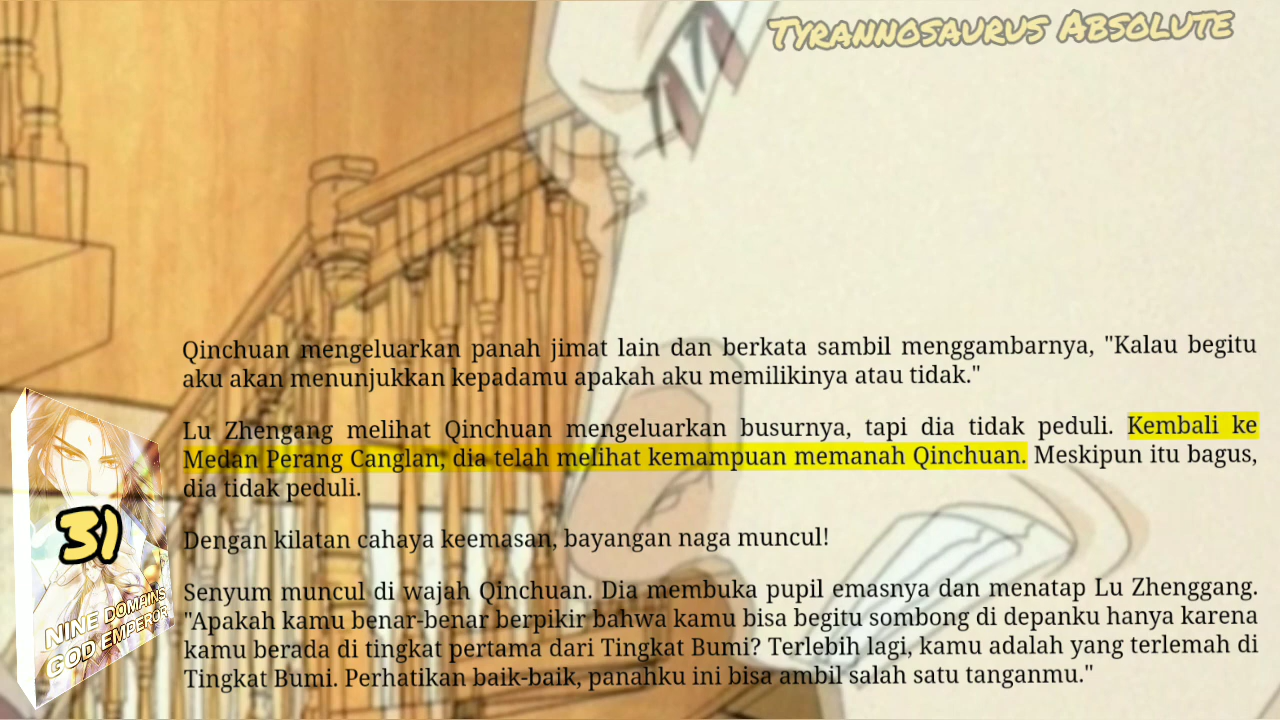 Tyrannosaurus Absolute
Qinchuan mengeluarkan panah jimat lain dan berkata sambil menggambarnya, "Kalau begitu
aku akan menunjukkan kepadamu apakah aku memilikinya atau tidak."
Lu Zhengang melihat Qinchuan mengeluarkan busurnya, tapi dia tidak peduli. Kembali ke
Medan Perang Canglan, dia telah melihat kemampuan memanah Qinchuan. Meskipun itu bagus,
dia tidak peduli.
Dengan kilatan cahaya keemasan, bayangan naga muncul!
Senyum muncul di wajah Qinchuan. Dia membuka pupil emasnya dan menatap Lu Zhenggang.
"Apakah kamu benar-benar berpikir bahwa kamu bisa begitu sombong di depanku hanya karena
kamu berada di tingkat pertama dari Tingkat Bumi? Terlebih lagi, kamu adalah yang terlemah di
Tingkat Bumi. Perhatikan baik-baik, panahku ini bisa ambil salah satu tanganmu."
31
NINE DOMAINS
GOD EMPEROR